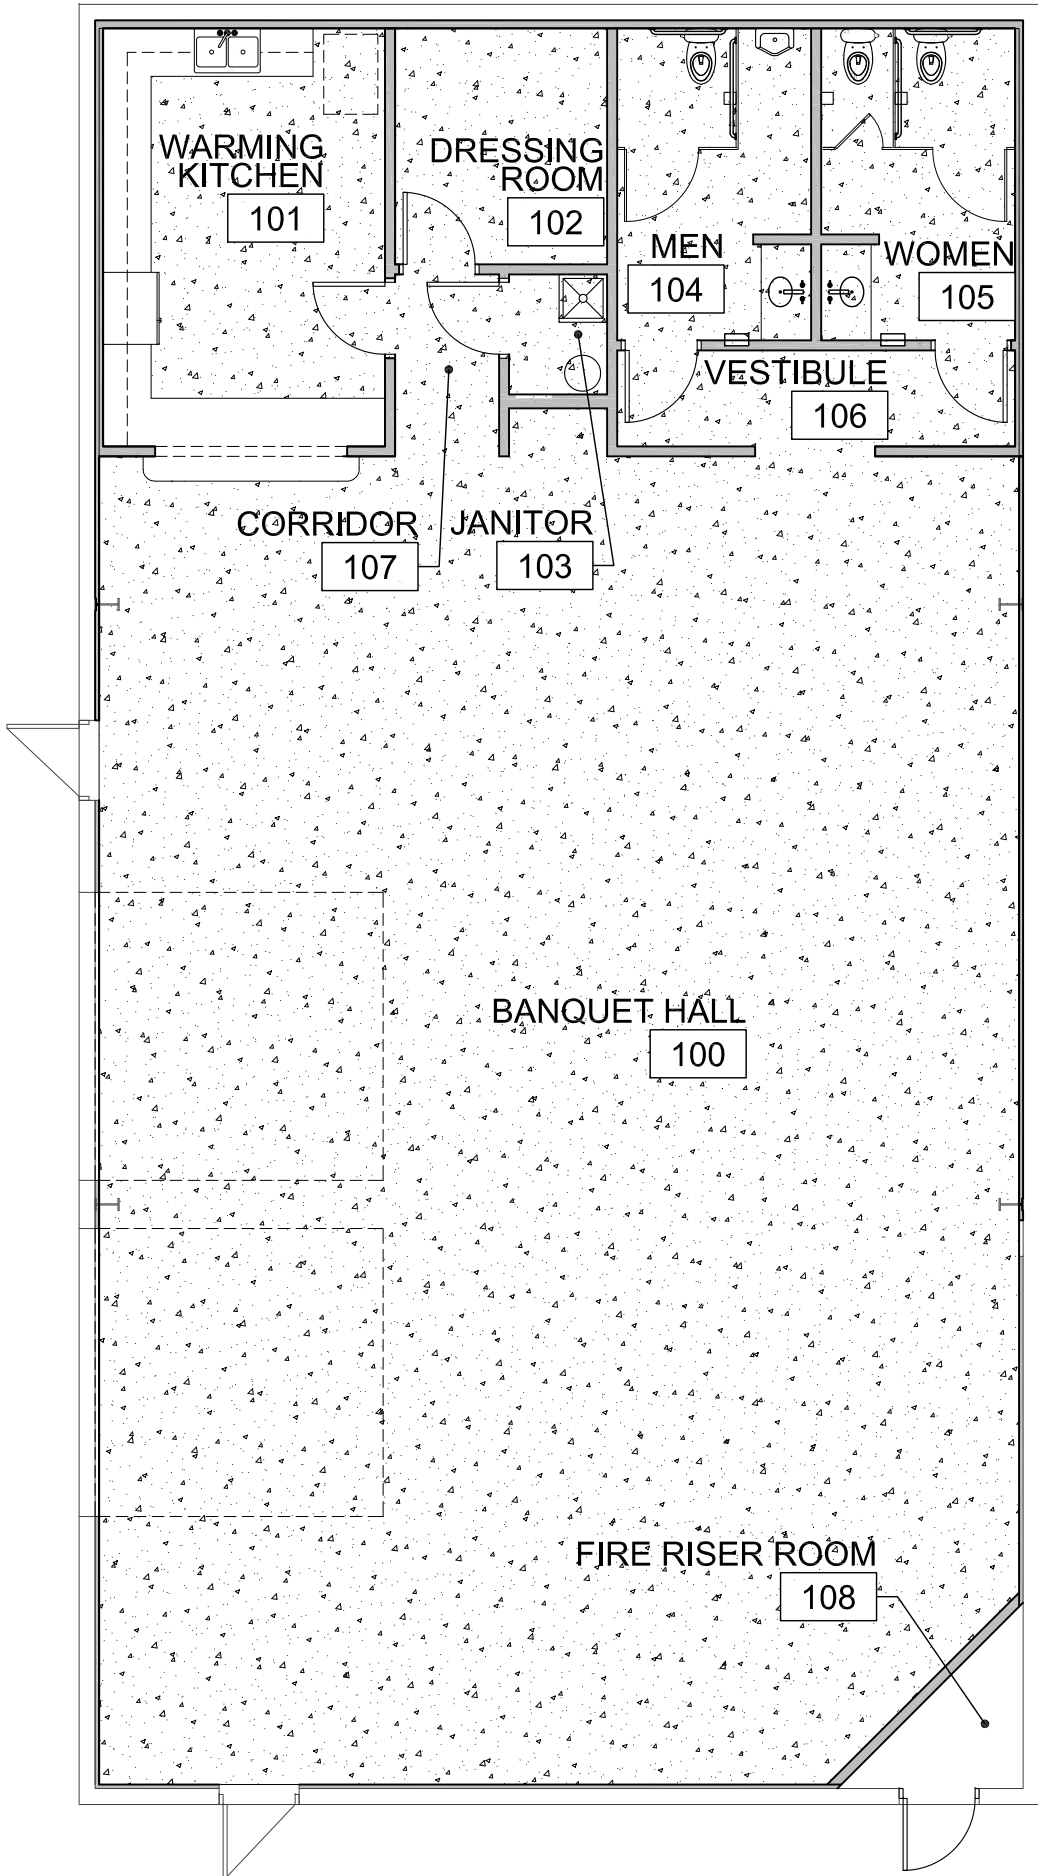 WARMING
KITCHEN
101
DRESSING
ROOM
102
MEN
104
WOMEN
105
VESTIBULE
106
CORRIDOR
107
JANITOR
103
BANQUET HALL
100
FIRE RISER ROOM
108